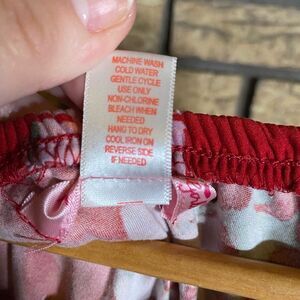 MACHINE WASH
COLD WATER
GENTLE CYCLE
USE ONLY
NON-CHLORINE
BLEACH WHEN
NEEDED
HANG TO DRY
COOL IRON ON
REVERSE SIDE
IF NEEDED